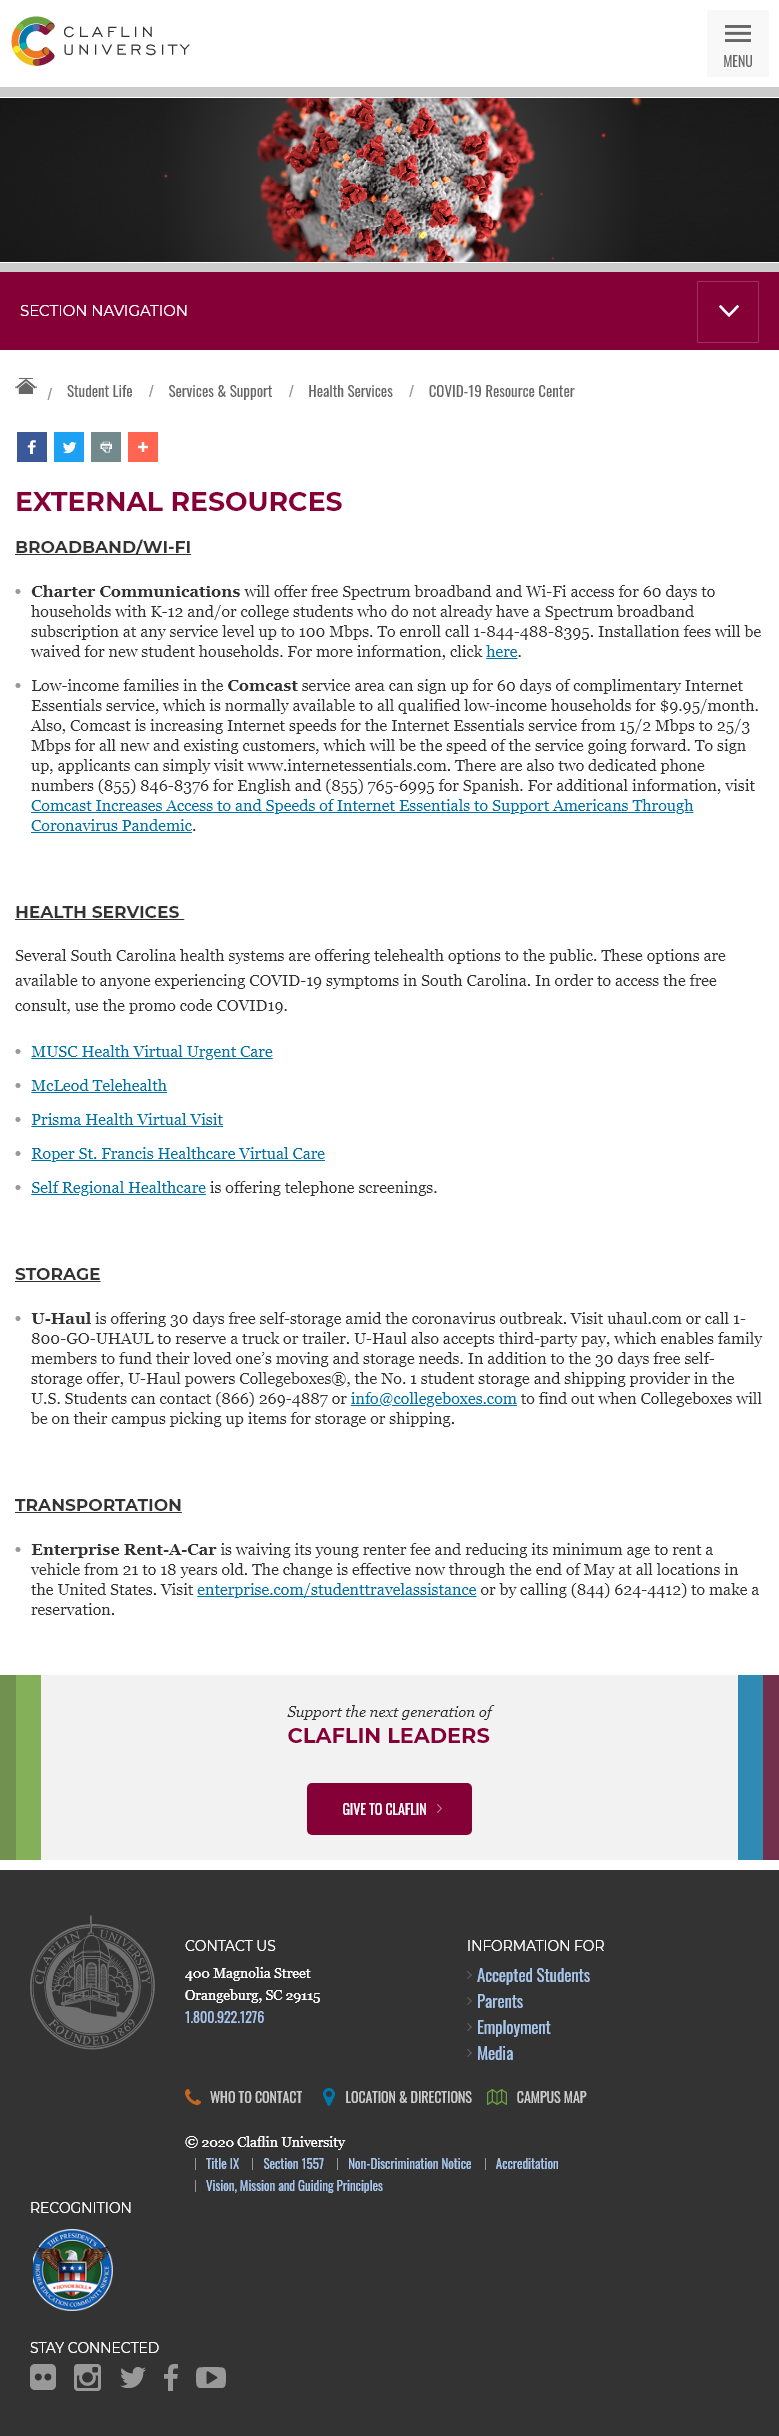 CLAFLIN
UNIVERSITY
MENU
SECTION NAVIGATION
/ Student Life / Services & Support / Health Services / COVID-19 Resource Center
EXTERNAL RESOURCES
BROADBAND/WI-FI
• Charter Communications will offer free Spectrum broadband and Wi-Fi access for 60 days to
households with K-12 and/or college students who do not already have a Spectrum broadband
subscription at any service level up to 100 Mbps. To enroll call 1-844-488-8395. Installation fees will be
waived for new student households. For more information, click here.
• Low-income families in the Comcast service area can sign up for 60 days of complimentary Internet
Essentials service, which is normally available to all qualified low-income households for $9.95/month.
Also, Comcast is increasing Internet speeds for the Internet Essentials service from 15/2 Mbps to 25/3
Mbps for all new and existing customers, which will be the speed of the service going forward. To sign
up, applicants can simply visit www.internetessentials.com. There are also two dedicated phone
numbers (855) 846-8376 for English and (855) 765-6995 for Spanish. For additional information, visit
Comcast Increases Access to and Speeds of Internet Essentials to Support Americans Through
Coronavirus Pandemic.
HEALTH SERVICES
Several South Carolina health systems are offering telehealth options to the public. These options are
available to anyone experiencing COVID-19 symptoms in South Carolina. In order to access the free
consult, use the promo code COVID19.
• MUSC Health Virtual Urgent Care
• McLeod Telehealth
• Prisma Health Virtual Visit
• Roper St. Francis Healthcare Virtual Care
• Self Regional Healthcare is offering telephone screenings.
STORAGE
• U-Haul is offering 30 days free self-storage amid the coronavirus outbreak. Visit uhaul.com or call 1-
800-GO-UHAUL to reserve a truck or trailer. U-Haul also accepts third-party pay, which enables family
members to fund their loved one’s moving and storage needs. In addition to the 30 days free self-
storage offer, U-Haul powers Collegeboxes®, the No. 1 student storage and shipping provider in the
U.S. Students can contact (866) 269-4887 or info@collegeboxes.com to find out when Collegeboxes will
be on their campus picking up items for storage or shipping.
TRANSPORTATION
• Enterprise Rent-A-Car is waiving its young renter fee and reducing its minimum age to rent a
vehicle from 21 to 18 years old. The change is effective now through the end of May at all locations in
the United States. Visit enterprise.com/studenttravelassistance or by calling (844) 624-4412) to make a
reservation.
Support the next generation of
CLAFLIN LEADERS
GIVE TO CLAFLIN
CLAFLIN UNIVERSITY
FOUNDED 1869
CONTACT US
400 Magnolia Street
Orangeburg, SC 29115
1.800.922.1276
INFORMATION FOR
Accepted Students
Parents
Employment
Media
WHO TO CONTACT LOCATION & DIRECTIONS CAMPUS MAP
© 2020 Claflin University
| Title IX | Section 1557 | Non-Discrimination Notice | Accreditation
| Vision, Mission and Guiding Principles
RECOGNITION
THE PRESIDENT'S
HIGHER EDUCATION COMMUNITY SERVICE
HONOR ROLL
STAY CONNECTED